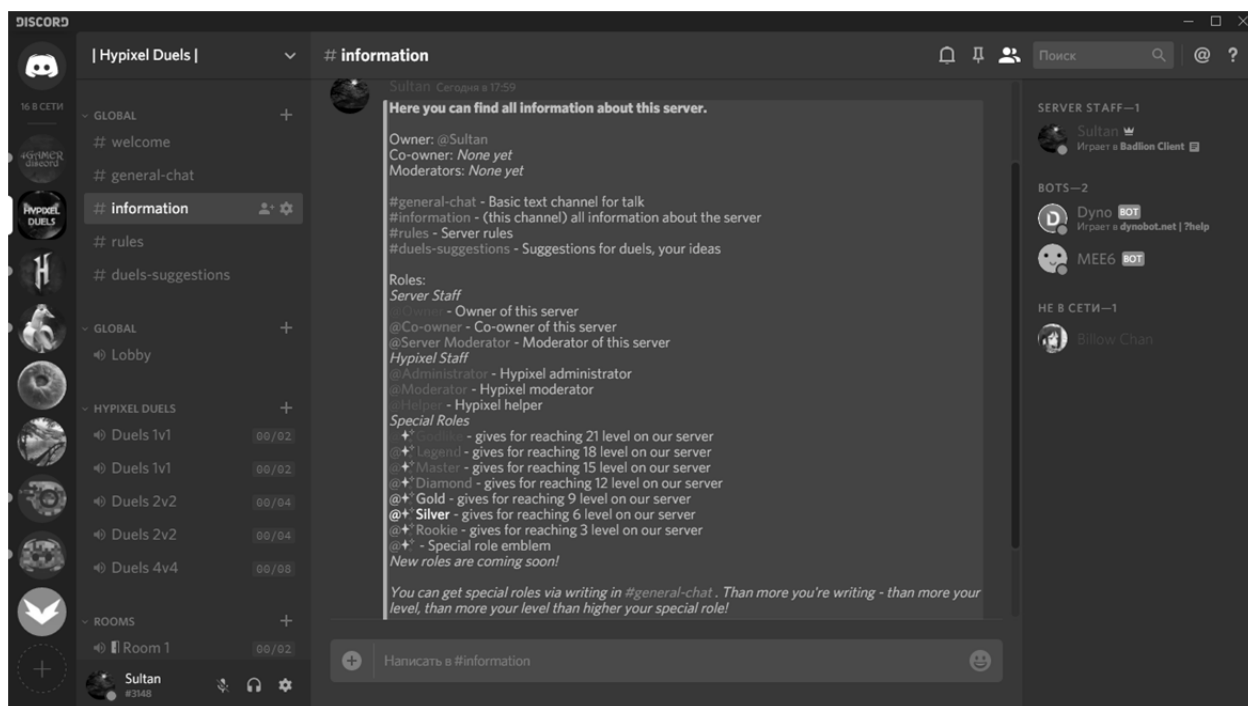 DISCORD
16 В СЕТИ
HYPIXEL
DUELS
| Hypixel Duels |
GLOBAL
# welcome
# general-chat
# information
# rules
# duels-suggestions
GLOBAL
Lobby
HYPIXEL DUELS
Duels 1v1 00/02
Duels 1v1 00/02
Duels 2v2 00/04
Duels 2v2 00/04
Duels 4v4 00/08
ROOMS
Room 1 00/02
Sultan
#3148
# information
Поиск
Sultan Сегодня в 17:59
Here you can find all information about this server.
Owner: @Sultan
Co-owner: None yet
Moderators: None yet
#general-chat - Basic text channel for talk
#information - (this channel) all information about the server
#rules - Server rules
#duels-suggestions - Suggestions for duels, your ideas
Roles:
Server Staff
@Owner - Owner of this server
@Co-owner - Co-owner of this server
@Server Moderator - Moderator of this server
Hypixel Staff
@Administrator - Hypixel administrator
@Moderator - Hypixel moderator
@Helper - Hypixel helper
Special Roles
@✨Godlike - gives for reaching 21 level on our server
@✨Legend - gives for reaching 18 level on our server
@✨Master - gives for reaching 15 level on our server
@✨Diamond - gives for reaching 12 level on our server
@✨Gold - gives for reaching 9 level on our server
@✨Silver - gives for reaching 6 level on our server
@✨Rookie - gives for reaching 3 level on our server
@✨ - Special role emblem
New roles are coming soon!
You can get special roles via writing in #general-chat . Than more you're writing - than more your
level, than more your level than higher your special role!
Написать в #information
SERVER STAFF—1
Sultan
Играет в Badlion Client
BOTS—2
Dyno BOT
Играет в dynobot.net | ?help
MEE6 BOT
НЕ В СЕТИ—1
Billow Chan